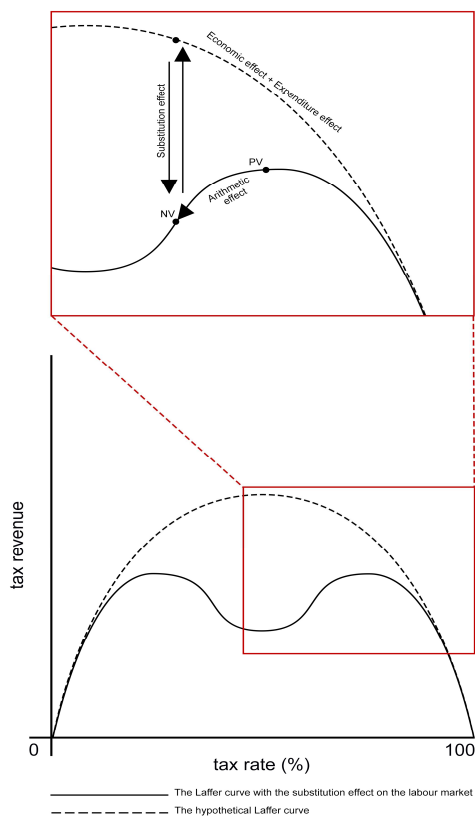 Economic effect + Expenditure effect
Substitution effect
PV
Arithmetic
effect
NV
tax revenue
0
100
tax rate (%)
The Laffer curve with the substitution effect on the labour market
The hypothetical Laffer curve